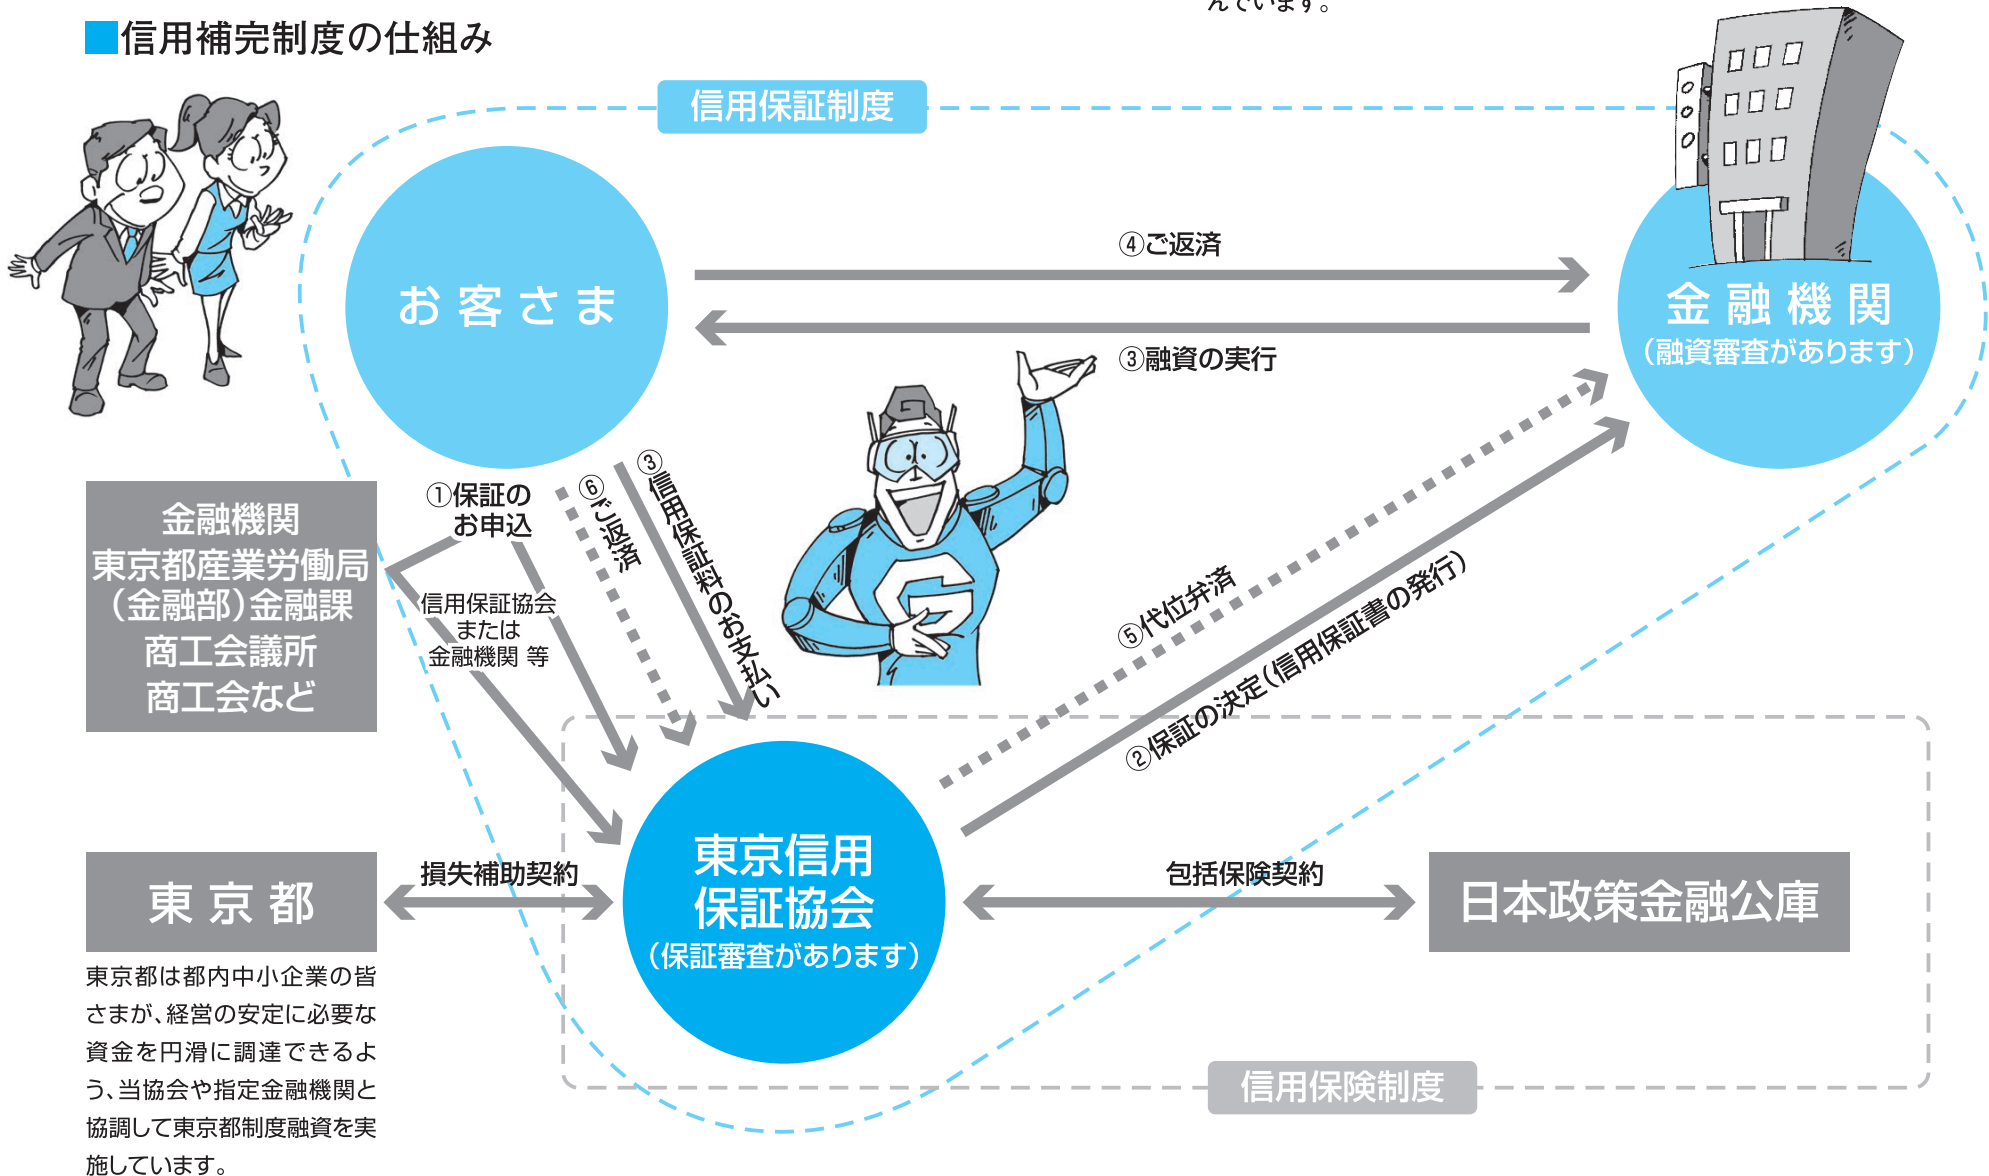 んでいます。
■信用補完制度の仕組み
信用保証制度
お客さま
④ご返済
③融資の実行
金融機関
（融資審査があります）
①保証の
お申込
⑥ご返済
③信用保証料のお支払い
金融機関
東京都産業労働局
（金融部）金融課
商工会議所
商工会など
信用保証協会
または
金融機関 等
⑤代位弁済
②保証の決定（信用保証書の発行）
東京都
損失補助契約
東京信用
保証協会
（保証審査があります）
包括保険契約
日本政策金融公庫
東京都は都内中小企業の皆
さまが、経営の安定に必要な
資金を円滑に調達できるよ
う、当協会や指定金融機関と
協調して東京都制度融資を実
施しています。
信用保険制度
G
G